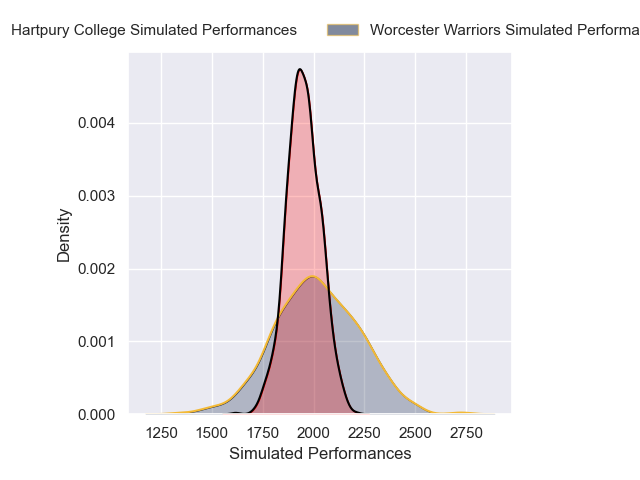 Hartpury College Simulated Performances
Worcester Warriors Simulated Performa
0.004
0.003
Density
0.002
0.001
0.000
1250 1500 1750 2000 2250 2500 2750
Simulated Performances